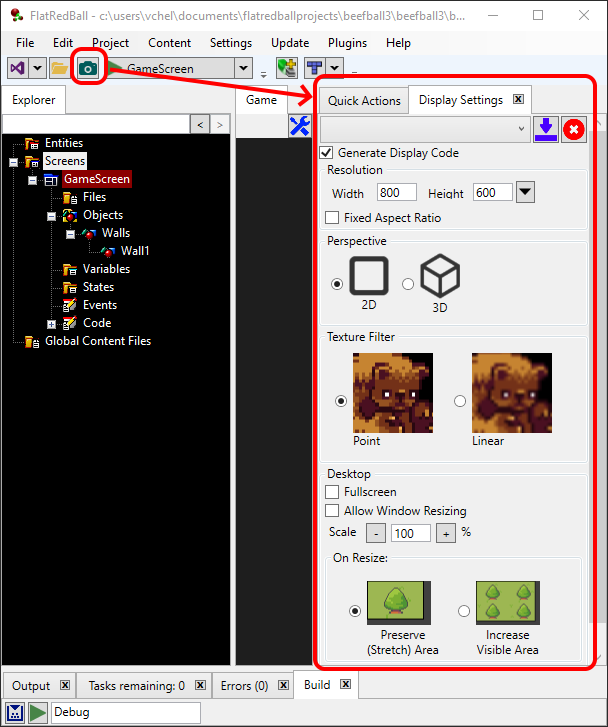 FlatRedBall - c:\users\vchel\documents\flatredballprojects\beefball3\beefball3\b...
File Edit Project Content Settings Update Plugins Help
GameScreen
Explorer
Game
Quick Actions
Display Settings
< >
Generate Display Code
Entities
Screens
GameScreen
Files
Objects
Walls
Wall1
Variables
States
Events
Code
Global Content Files
Resolution
Width 800 Height 600
Fixed Aspect Ratio
Perspective
2D
3D
Texture Filter
Point
Linear
Desktop
Fullscreen
Allow Window Resizing
Scale - 100 + %
On Resize:
Preserve
(Stretch) Area
Increase
Visible Area
Output
Tasks remaining: 0
Errors (0)
Build
Debug